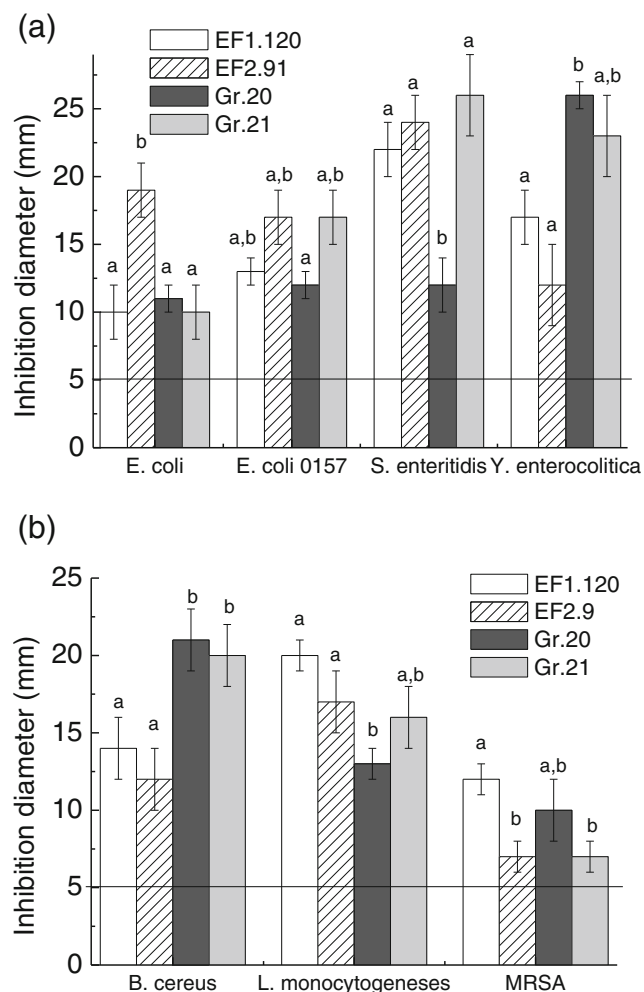 (a)
EF1.120
EF2.91
Gr.20
Gr.21
Inhibition diameter (mm)
25
20
15
10
5
0
a b a a
a,b a,b a a,b
a a b a
a a b a,b
E. coli E. coli 0157 S. enteritidis Y. enterocolitica
(b)
EF1.120
EF2.9
Gr.20
Gr.21
Inhibition diameter (mm)
25
20
15
10
5
0
a a b b
a a b a,b
a b a,b b
B. cereus L. monocytogeneses MRSA